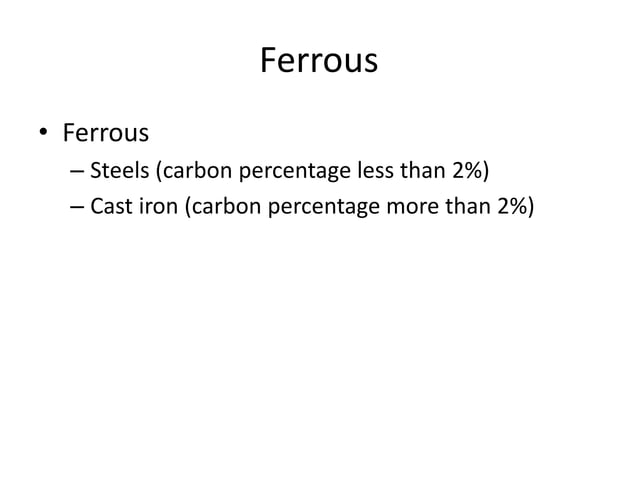 Ferrous
• Ferrous
– Steels (carbon percentage less than 2%)
– Cast iron (carbon percentage more than 2%)